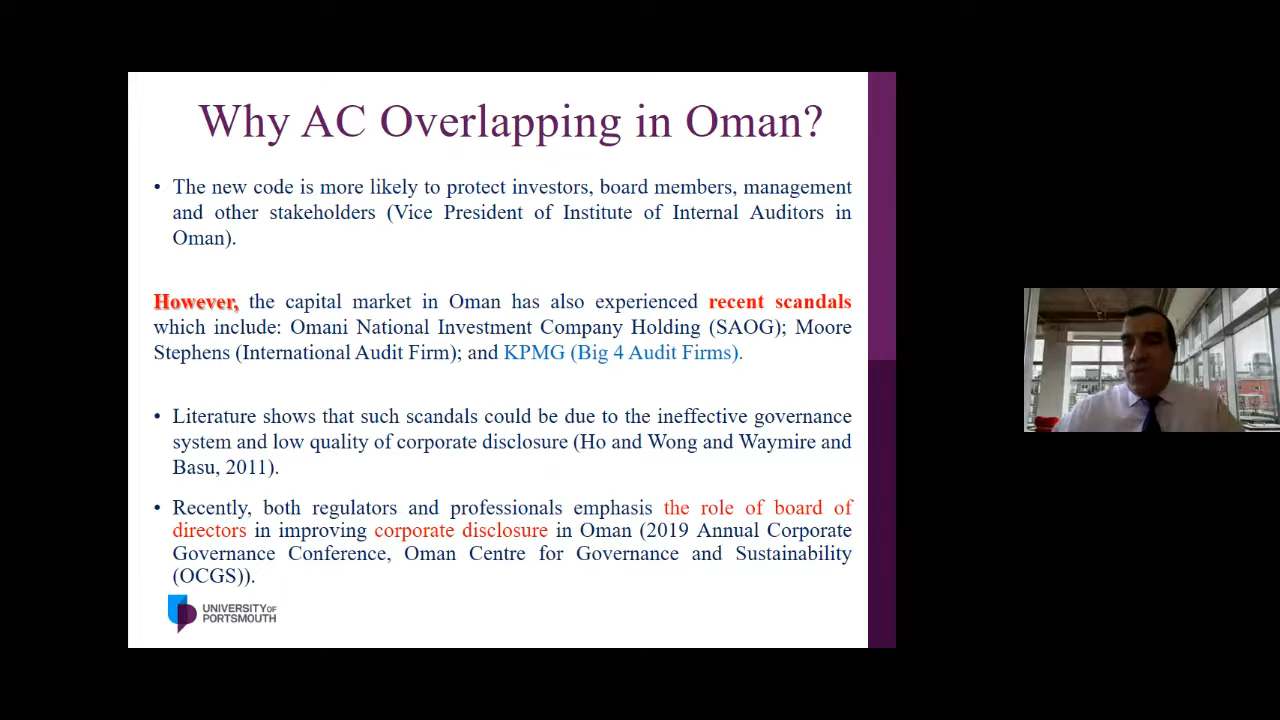 Why AC Overlapping in Oman?
• The new code is more likely to protect investors, board members, management
and other stakeholders (Vice President of Institute of Internal Auditors in
Oman).
However, the capital market in Oman has also experienced recent scandals
which include: Omani National Investment Company Holding (SAOG); Moore
Stephens (International Audit Firm); and KPMG (Big 4 Audit Firms).
• Literature shows that such scandals could be due to the ineffective governance
system and low quality of corporate disclosure (Ho and Wong and Waymire and
Basu, 2011).
• Recently, both regulators and professionals emphasis the role of board of
directors in improving corporate disclosure in Oman (2019 Annual Corporate
Governance Conference, Oman Centre for Governance and Sustainability
(OCGS)).
UNIVERSITY OF
PORTSMOUTH